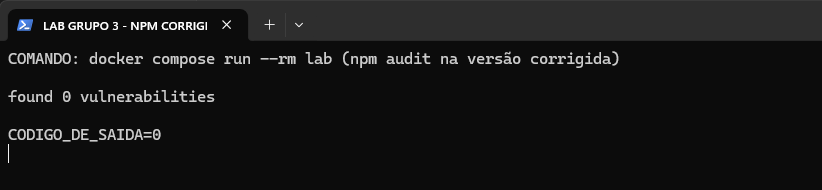 LAB GRUPO 3 - NPM CORRIGI
COMANDO: docker compose run --rm lab (npm audit na versão corrigida)
found 0 vulnerabilities
CODIGO_DE_SAIDA=0